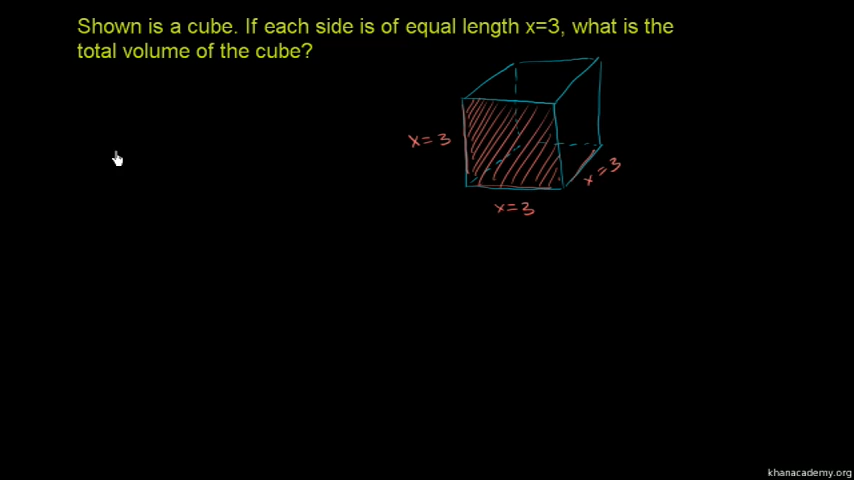 Shown is a cube. If each side is of equal length x=3, what is the
total volume of the cube?
x=3
x=3
x=3
khanacademy.org